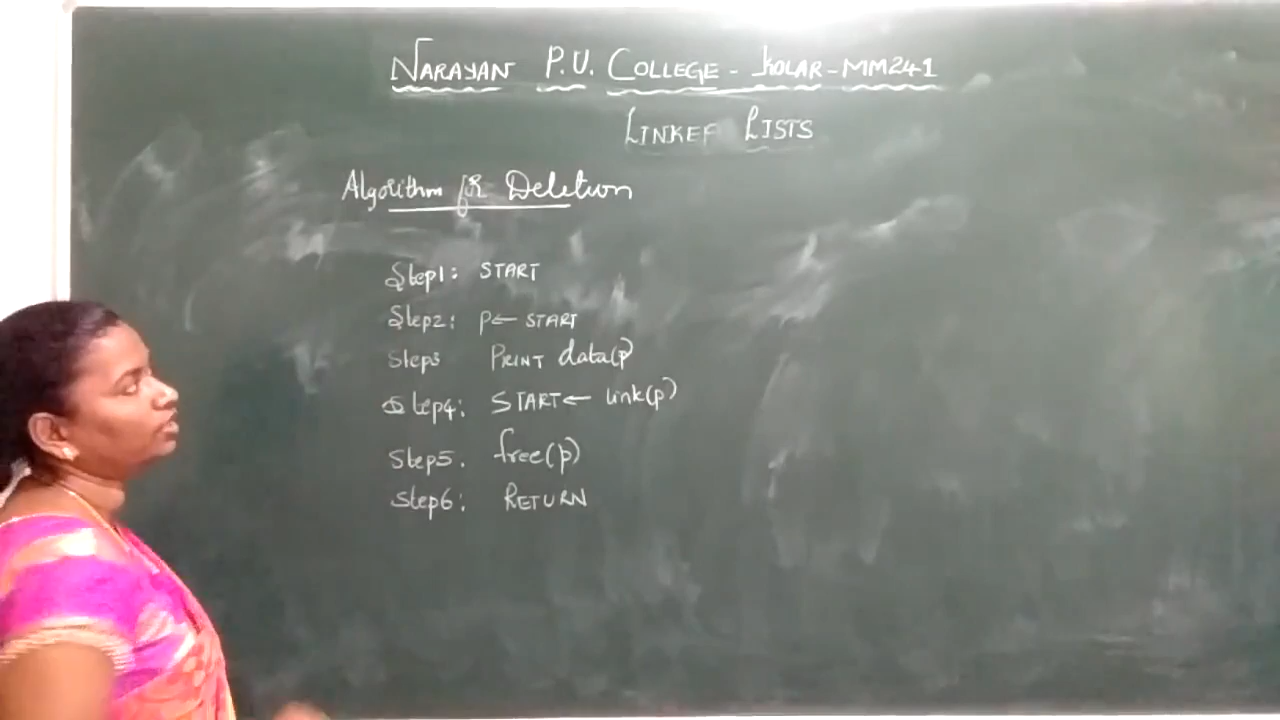 NARAYAN P.U. COLLEGE - KOLAR - MM241
LINKEF LISTS
Algorithm for Deletion
Step1: START
Step2: P← START
Step3 PRINT data(p)
Step4: START← link(p)
Step5. free(p)
Step6: RETURN